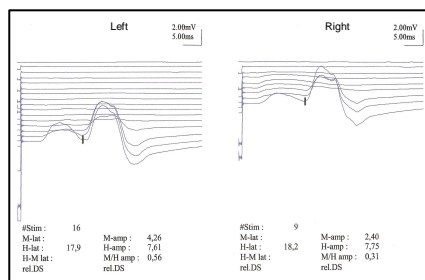 Left
2.00mV
5.00ms
Right
2.00mV
5.00ms
#Stim : 16
M-lat : M-amp : 4,26
H-lat : 17,9 H-amp : 7,61
H-M lat : M/H amp : 0,56
rel.DS rel.DS
#Stim : 9
M-lat : M-amp : 2,40
H-lat : 18,2 H-amp : 7,75
H-M lat : M/H amp : 0,31
rel.DS rel.DS